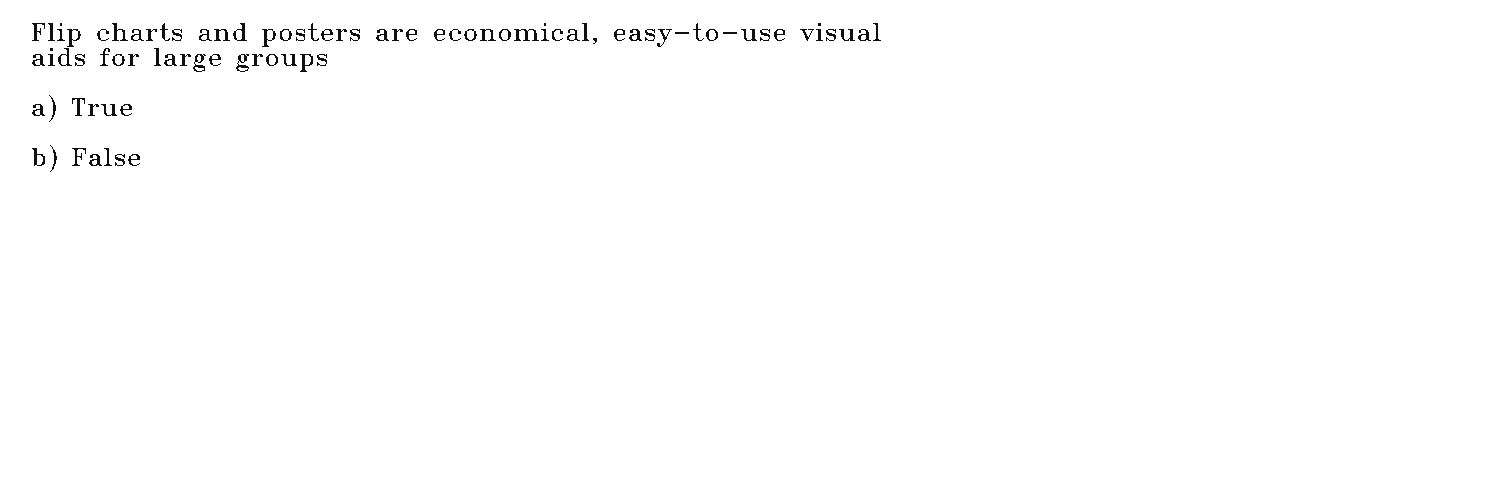 Flip charts and posters are economical, easy-to-use visual
aids for large groups
a) True
b) False